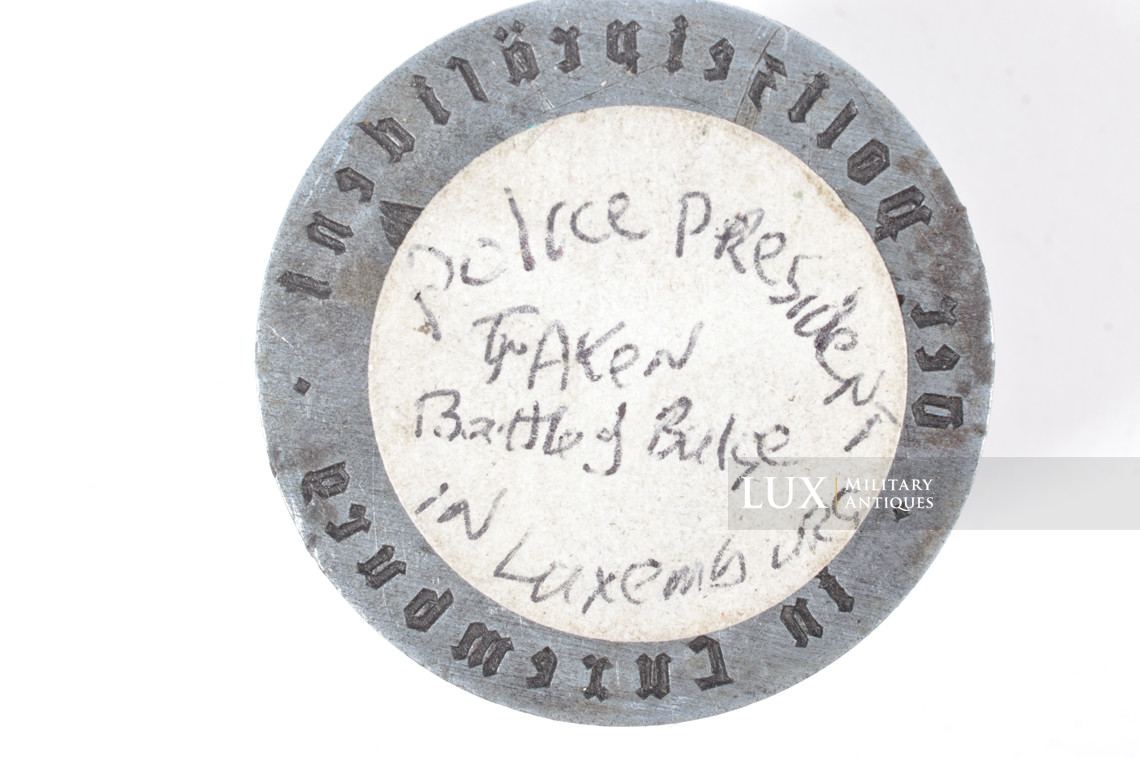 Der Polizeipräsident
in Luxemburg
police PResideNT
TAKeN
Battle of Bulge
iN LuxembuRG
LUX MILITARY ANTIQUES